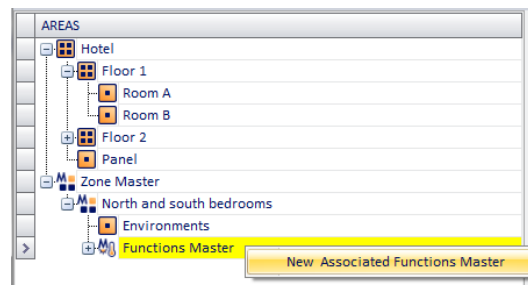 AREAS
Hotel
Floor 1
Room A
Room B
Floor 2
Panel
Zone Master
North and south bedrooms
Environments
Functions Master
New Associated Functions Master